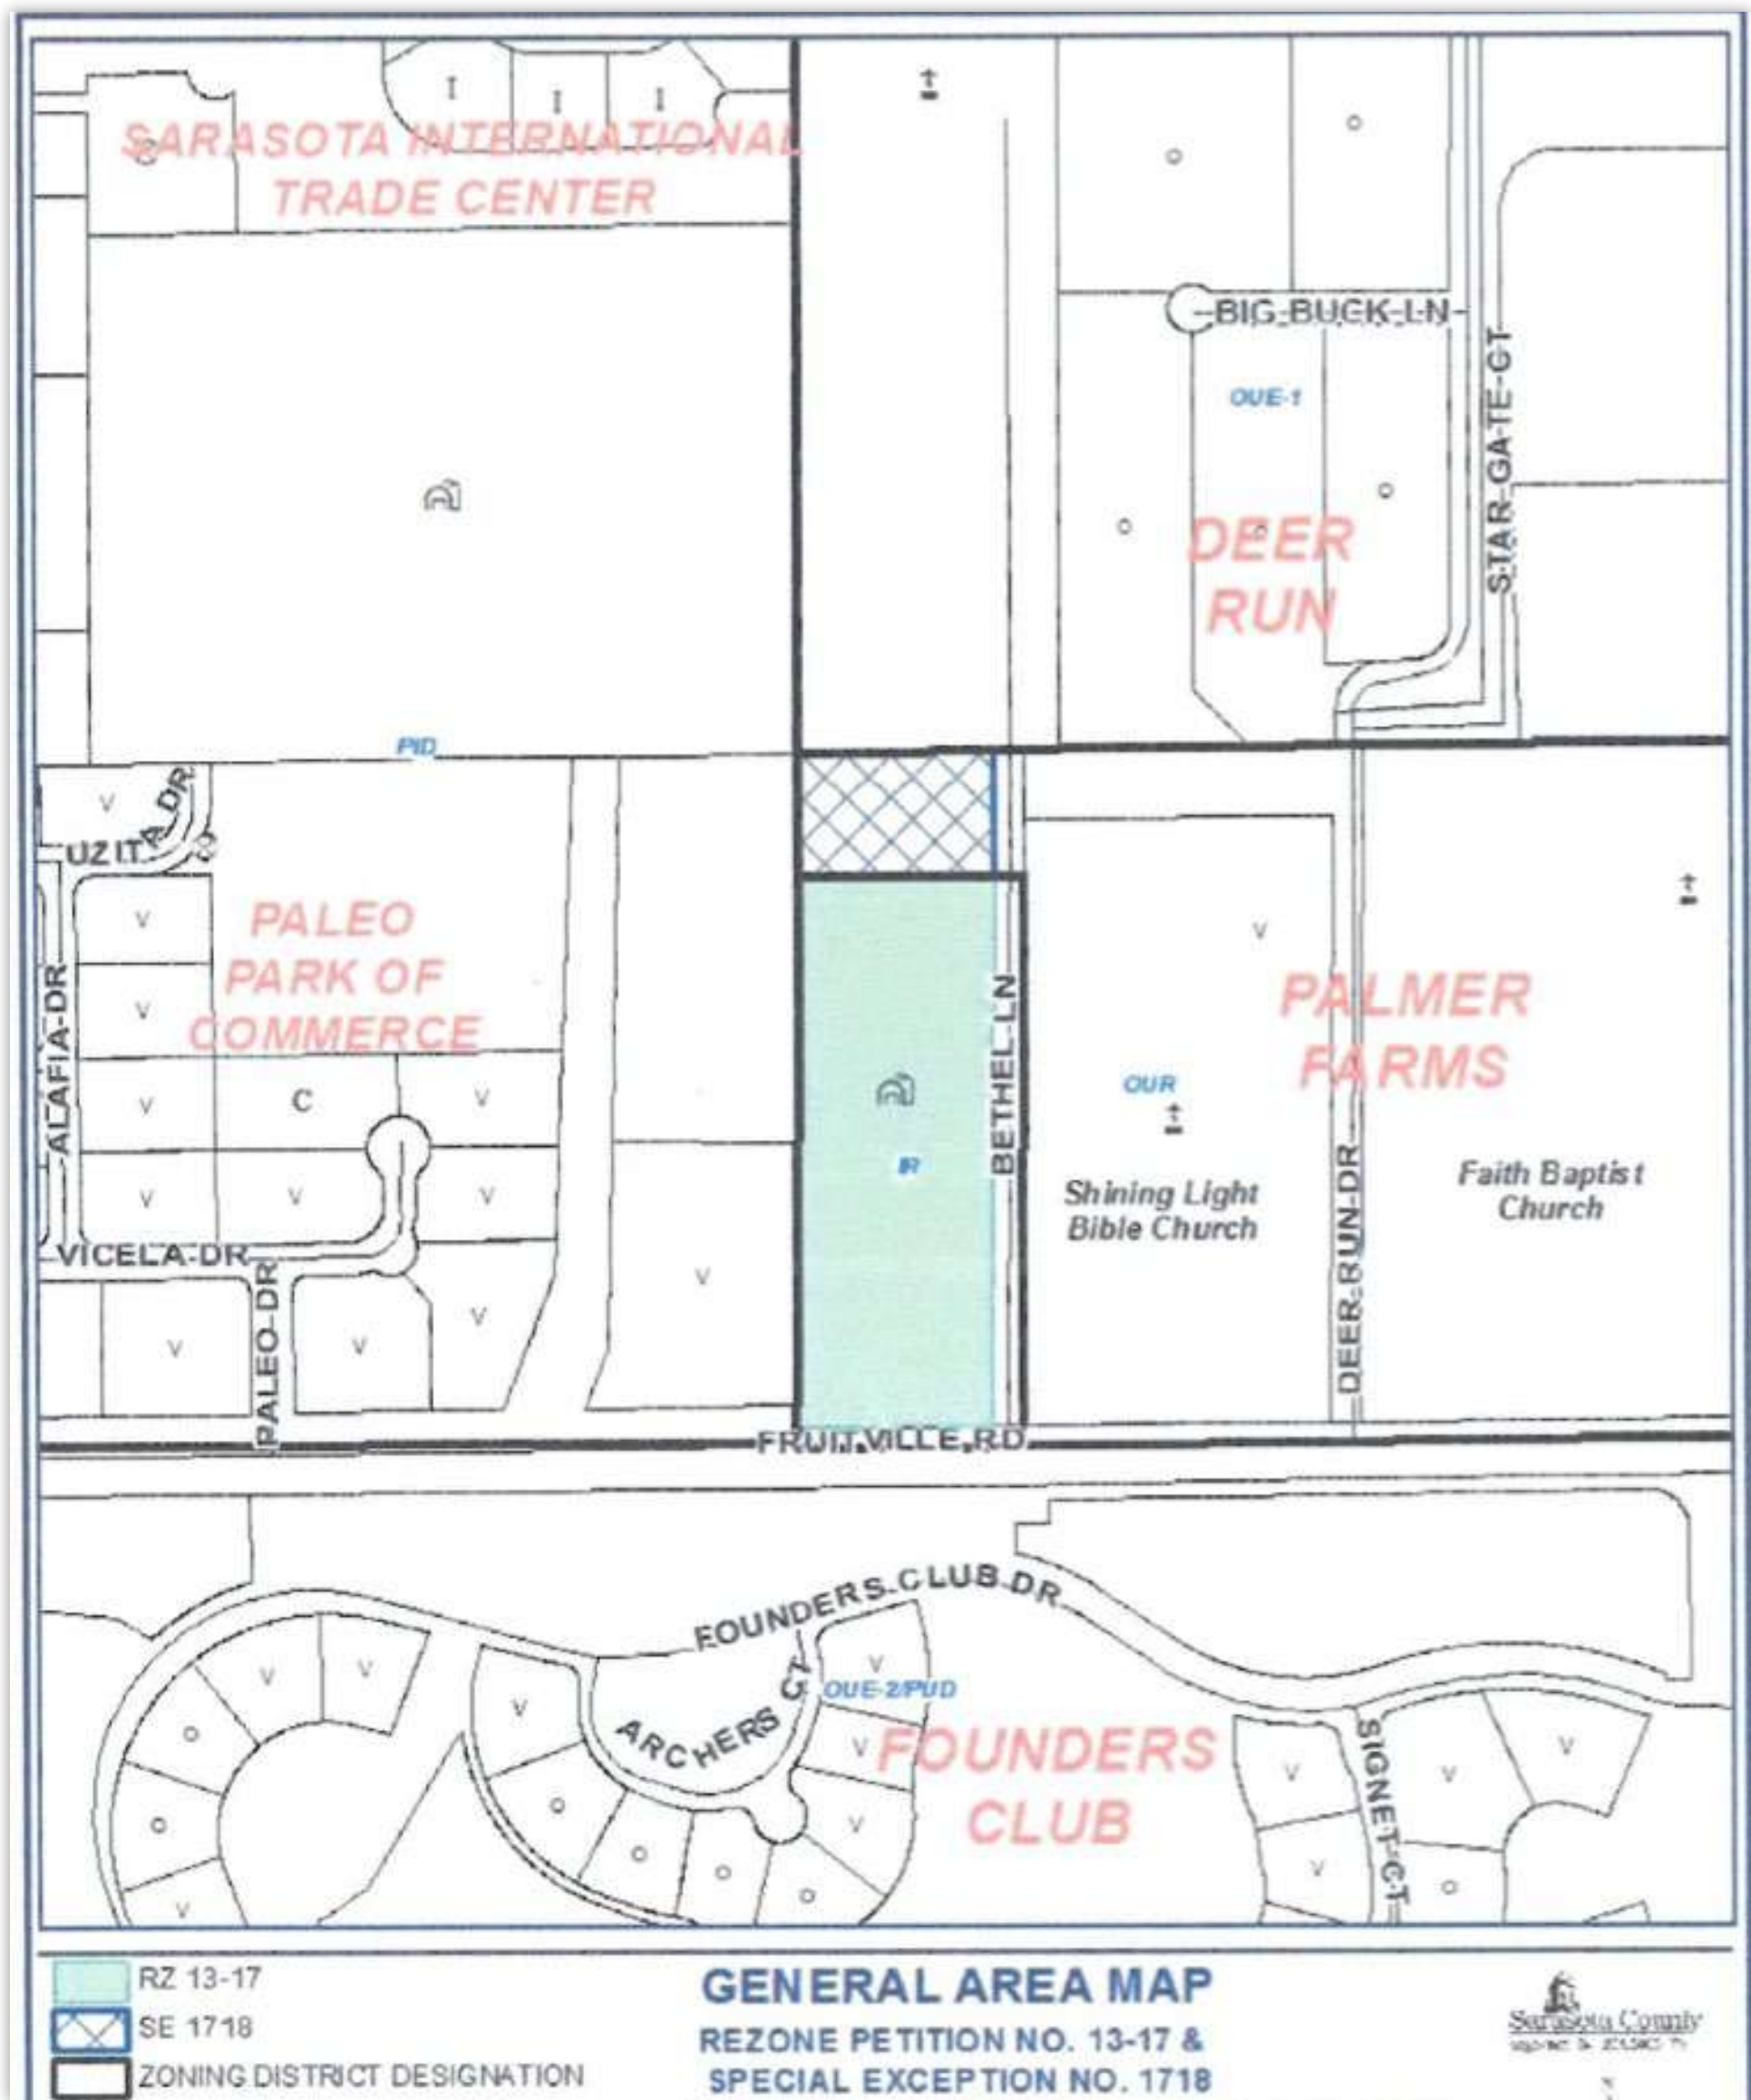 SARASOTA INTERNATIONAL
TRADE CENTER
I
I
I
O
O
O
BIG BUCK LN
STAR GATE CT
OUE-1
O
O
O
DEER
RUN
PID
V
UZITA DR
V
PALEO
PARK OF
COMMERCE
V
ALAFIA-DR
V
C
V
V
V
V
VICELA-DR
PALEO-DR
V
V
V
V
BETHEL-LN
IR
V
PALMER
FARMS
OUR
Shining Light
Bible Church
DEER RUN-DR
Faith Baptist
Church
FRUITVILLE RD
FOUNDERS CLUB DR
ARCHERS CT
V
V
V
V
OUE-2/PUD
O
V
FOUNDERS
CLUB
SIGNET CT
V
V
V
O
V
O
O
O
O
V
V
O
V
RZ 13-17
SE 1718
ZONING DISTRICT DESIGNATION
GENERAL AREA MAP
REZONE PETITION NO. 13-17 &
SPECIAL EXCEPTION NO. 1718
Sarasota County